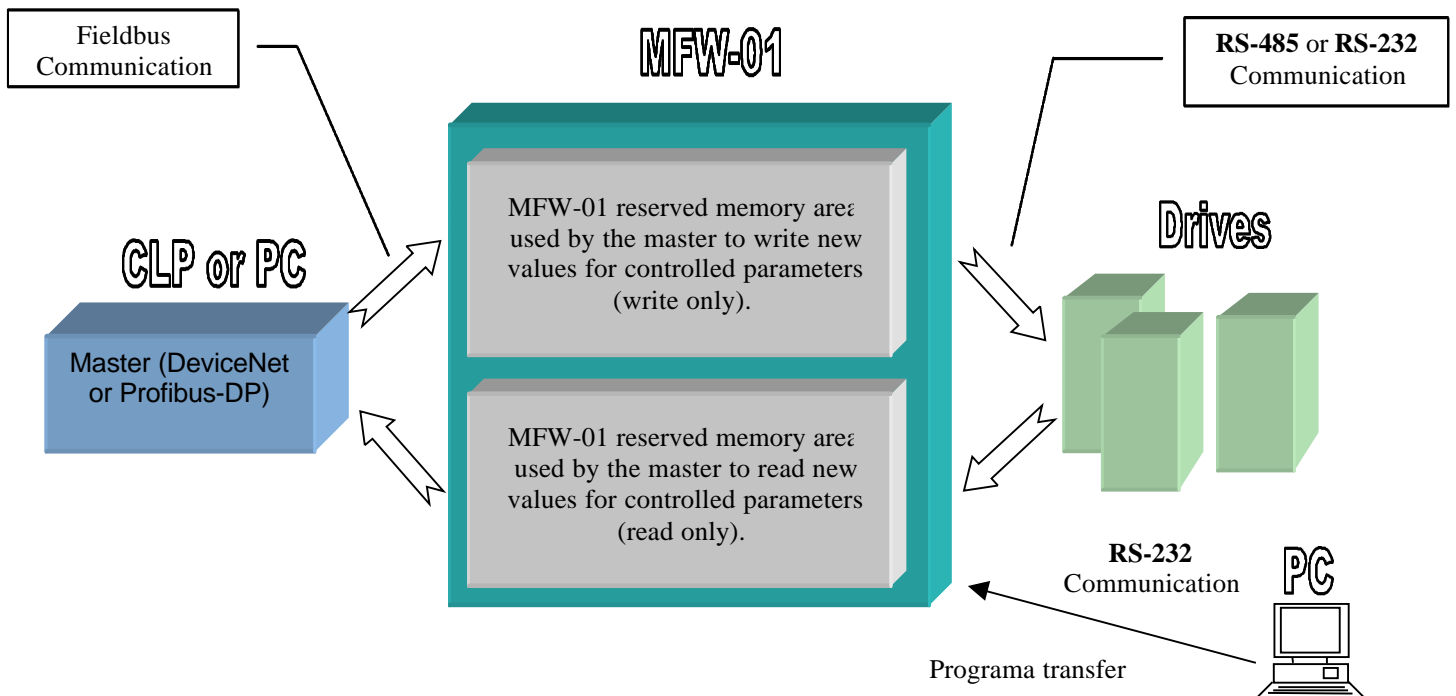 Fieldbus
Communication
MFW-01
RS-485 or RS-232
Communication
MFW-01 reserved memory area
used by the master to write new
values for controlled parameters
(write only).
CLP or PC
Master (DeviceNet
or Profibus-DP)
Drives
MFW-01 reserved memory area
used by the master to read new
values for controlled parameters
(read only).
RS-232
Communication
PC
Programa transfer